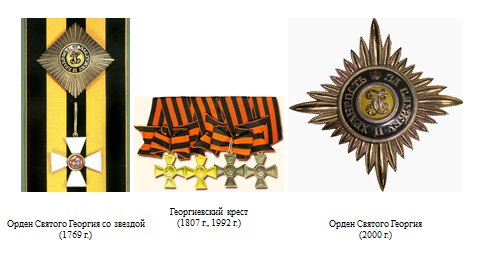 Орден Святого Георгия со звездой
(1769 г.)
Георгиевский крест
(1807 г., 1992 г.)
Орден Святого Георгия
(2000 г.)